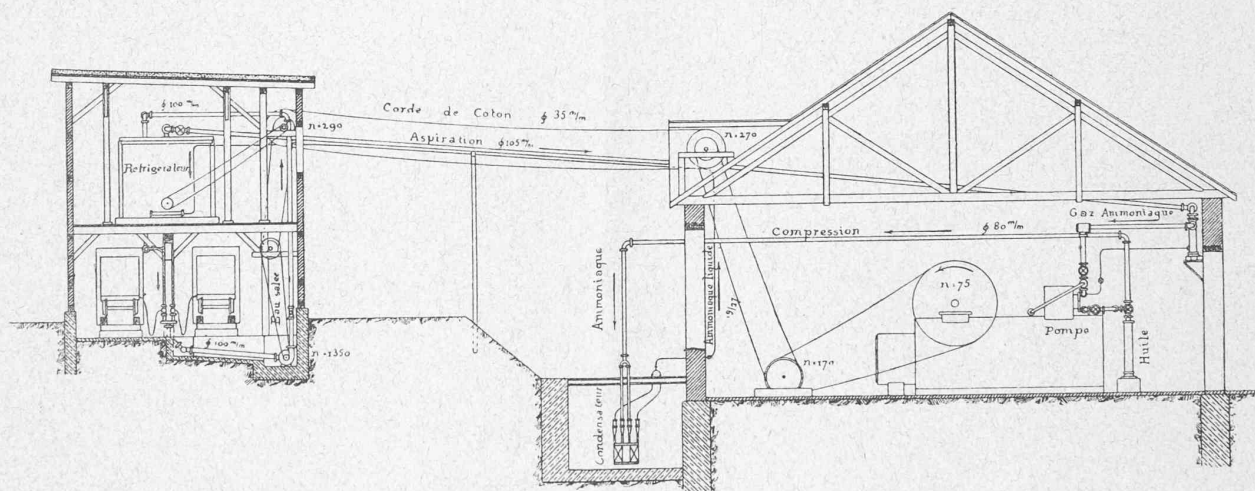 φ 100 m/m
Corde de Coton φ 35 m/m
n=290
n=270
Aspiration φ 105 m/m
Réfrigérateur
Gaz Ammoniaque
Compression φ 80 m/m
Ammoniaque
Ammoniaque liquide
Eau salée
n=75
Pompe
φ 100 m/m
n=1350
n=170
Huile
Condensateur